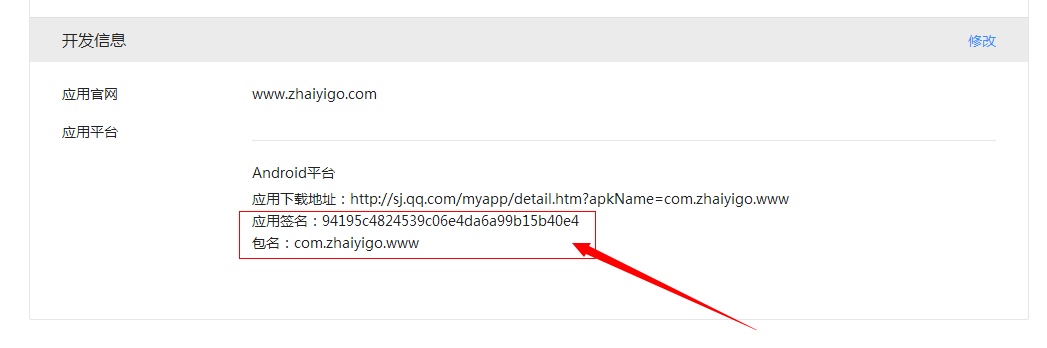 开发信息 修改
应用官网 www.zhaiyigo.com
应用平台
Android平台
应用下载地址：http://sj.qq.com/myapp/detail.htm?apkName=com.zhaiyigo.www
应用签名：94195c4824539c06e4da6a99b15b40e4
包名：com.zhaiyigo.www